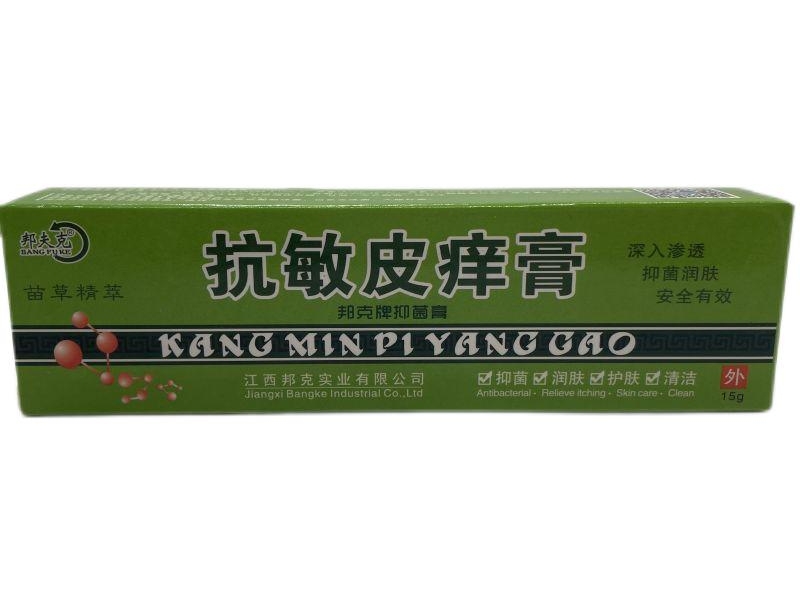 邦夫克
BANG FU KE
苗草精萃
抗敏皮痒膏
邦克牌抑菌膏
深入渗透
抑菌润肤
安全有效
KANG MIN PI YANG GAO
江西邦克实业有限公司
Jiangxi Bangke Industrial Co.,Ltd
抑菌 润肤 护肤 清洁
Antibacterial · Relieve itching · Skin care · Clean
外
15g